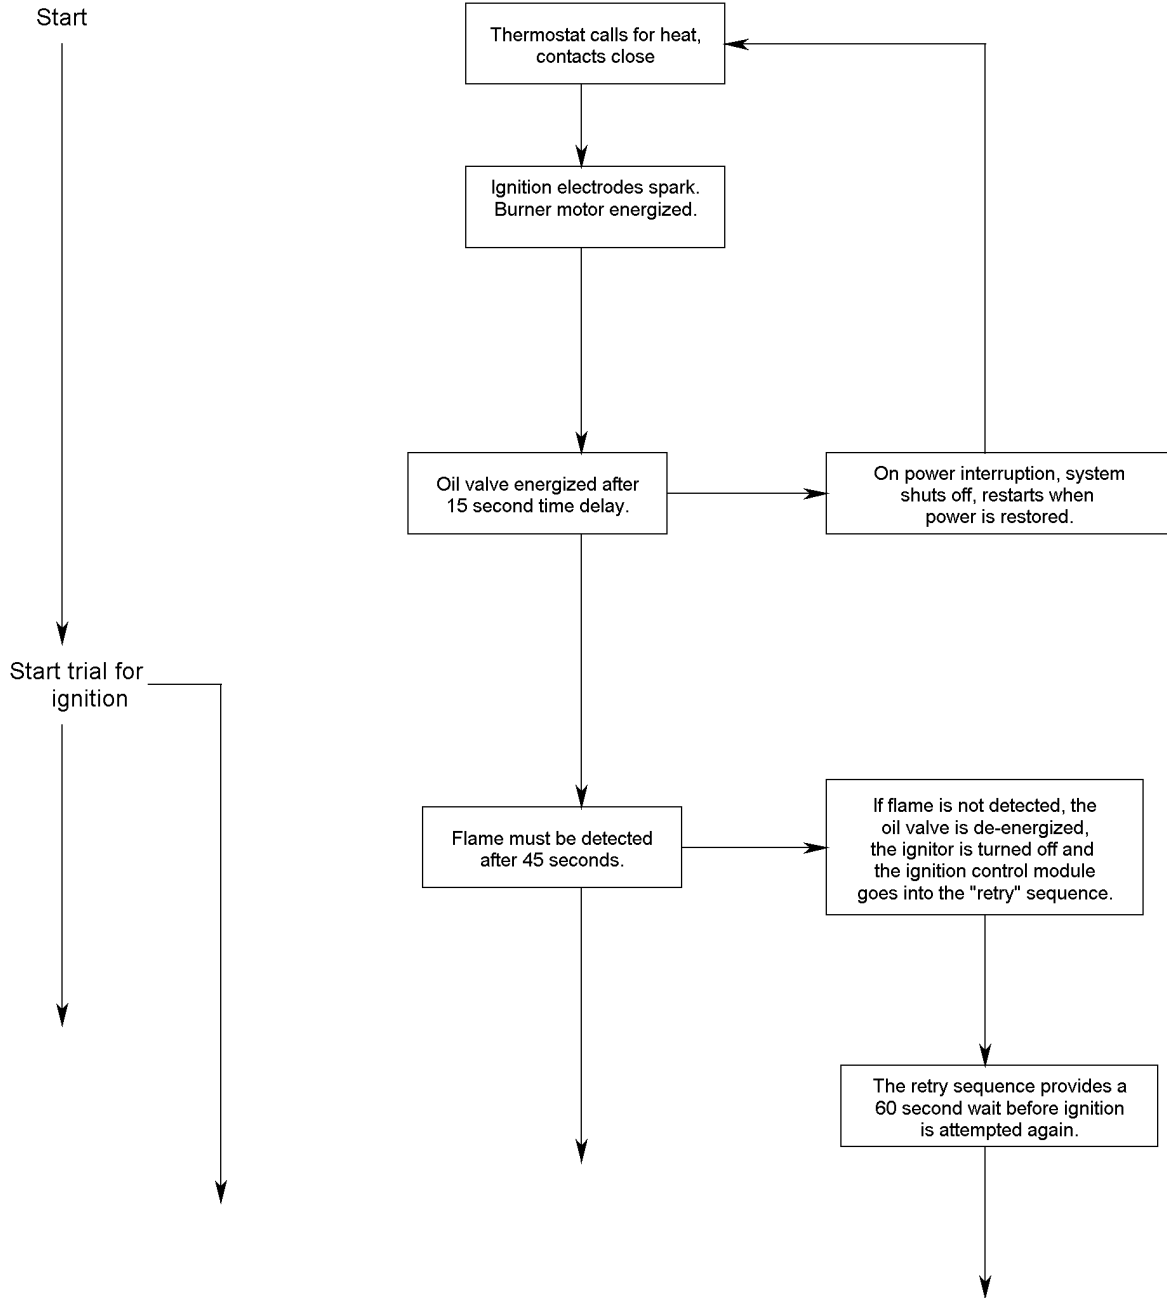 Start
Thermostat calls for heat,
contacts close
Ignition electrodes spark.
Burner motor energized.
Oil valve energized after
15 second time delay.
On power interruption, system
shuts off, restarts when
power is restored.
Start trial for
ignition
Flame must be detected
after 45 seconds.
If flame is not detected, the
oil valve is de-energized,
the ignitor is turned off and
the ignition control module
goes into the "retry" sequence.
The retry sequence provides a
60 second wait before ignition
is attempted again.